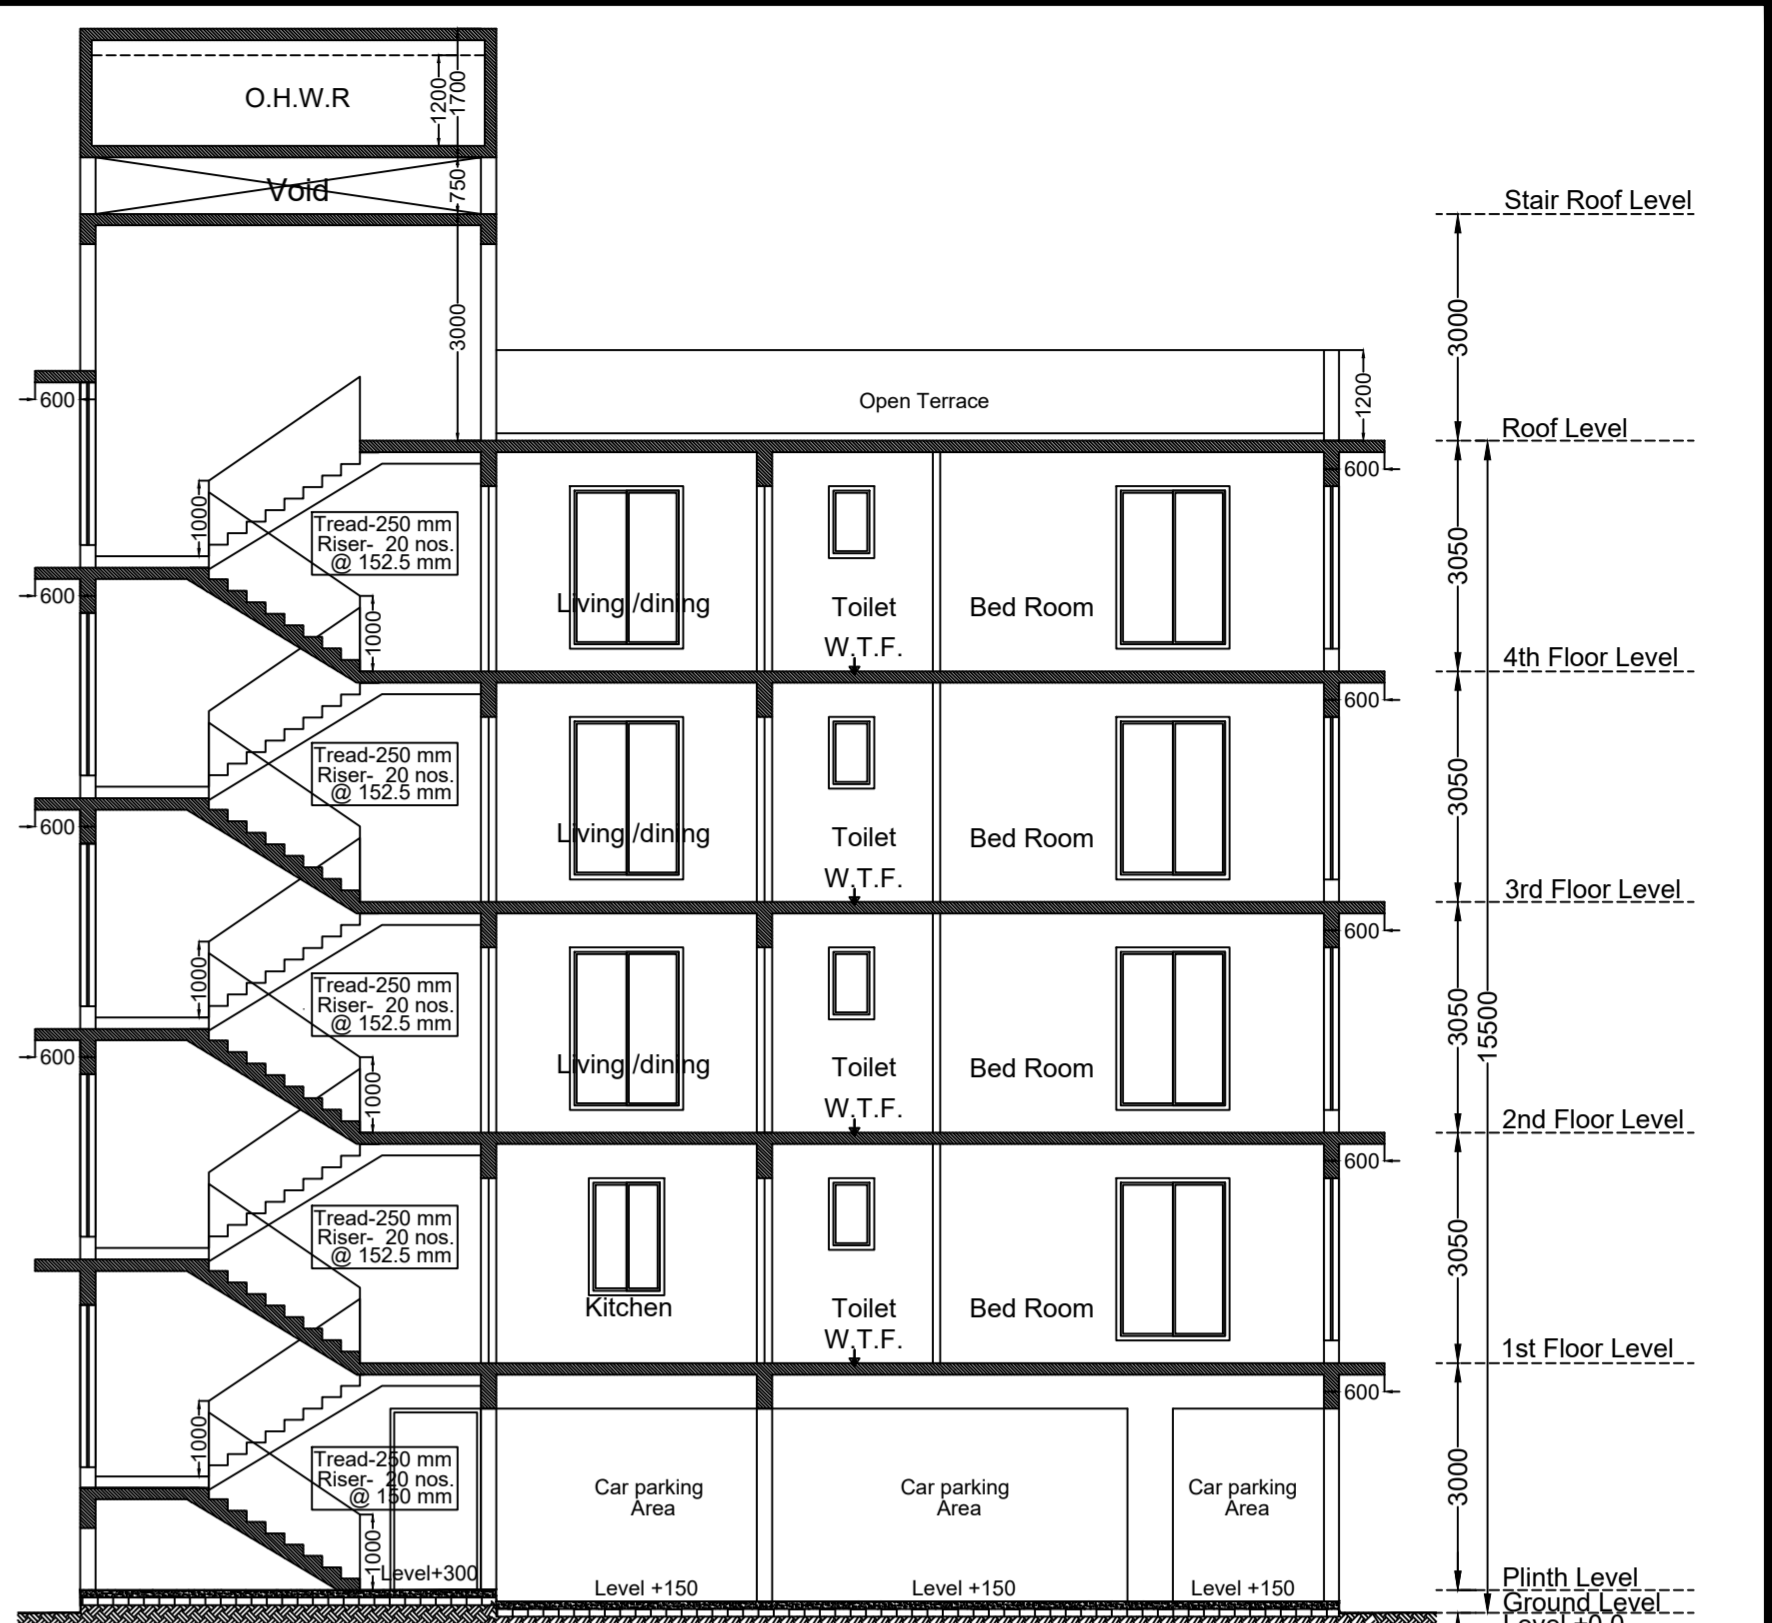 O.H.W.R
1200
1700
Void
750
Stair Roof Level
3000
3000
600
Open Terrace
1200
Roof Level
600
1000
Tread-250 mm
Riser- 20 nos.
@ 152.5 mm
3050
600
Living /dining
Toilet
Bed Room
1000
W.T.F.
4th Floor Level
600
Tread-250 mm
Riser- 20 nos.
@ 152.5 mm
3050
600
Living /dining
Toilet
Bed Room
W.T.F.
3rd Floor Level
600
1000
Tread-250 mm
Riser- 20 nos.
@ 152.5 mm
3050
15500
600
Living /dining
Toilet
Bed Room
1000
W.T.F.
2nd Floor Level
600
Tread-250 mm
Riser- 20 nos.
@ 152.5 mm
3050
Kitchen
Toilet
Bed Room
W.T.F.
1st Floor Level
600
1000
Tread-250 mm
Riser- 20 nos.
@ 150 mm
Car parking
Area
Car parking
Area
Car parking
Area
3000
1000
Level+300
Level +150
Level +150
Level +150
Plinth Level
Ground Level
Level +0.0